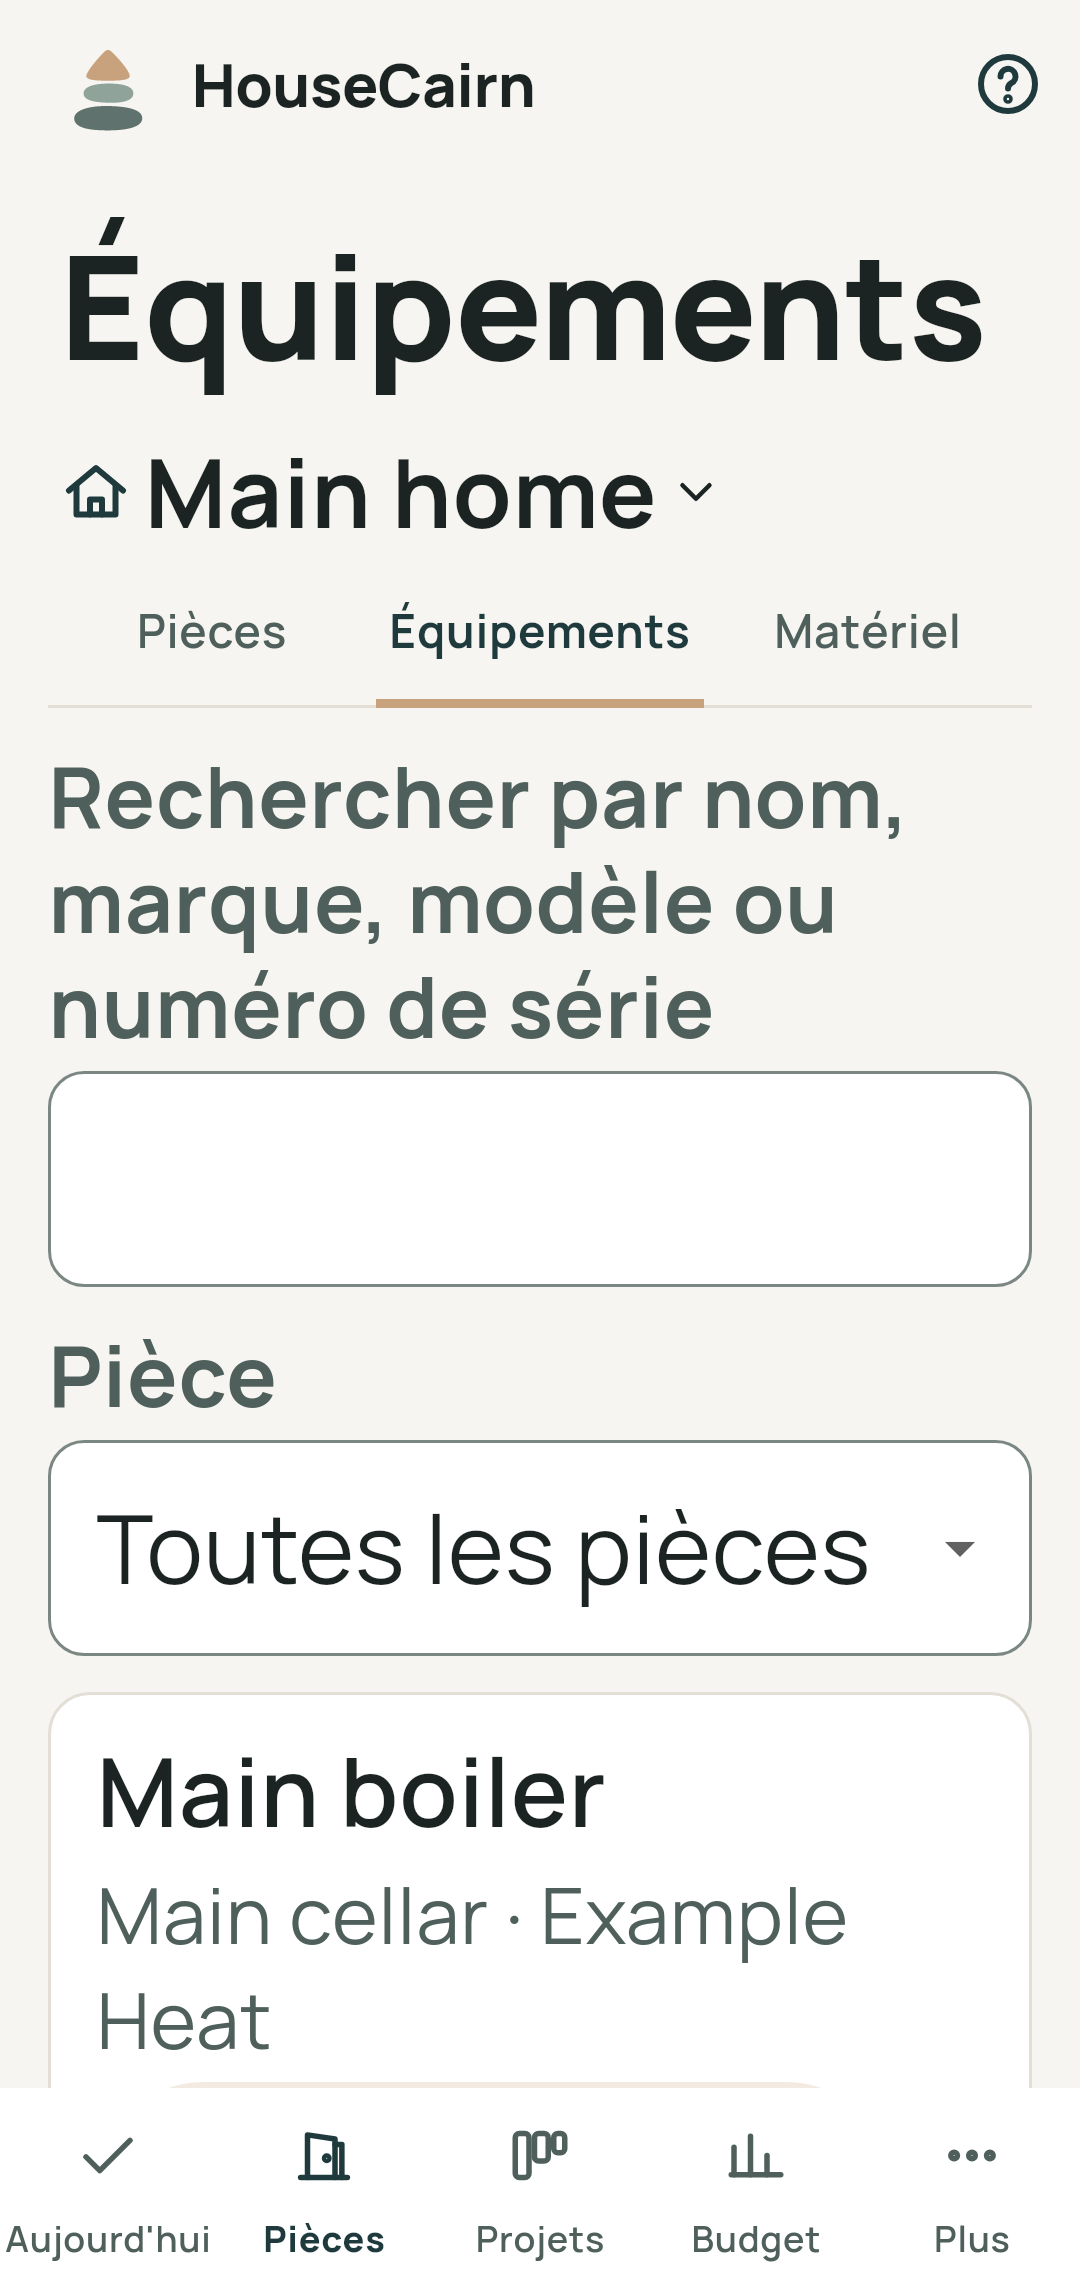 HouseCairn
Équipements
Main home
Pièces Équipements Matériel
Rechercher par nom,
marque, modèle ou
numéro de série
Pièce
Toutes les pièces
Main boiler
Main cellar · Example
Heat
Aujourd'hui Pièces Projets Budget Plus